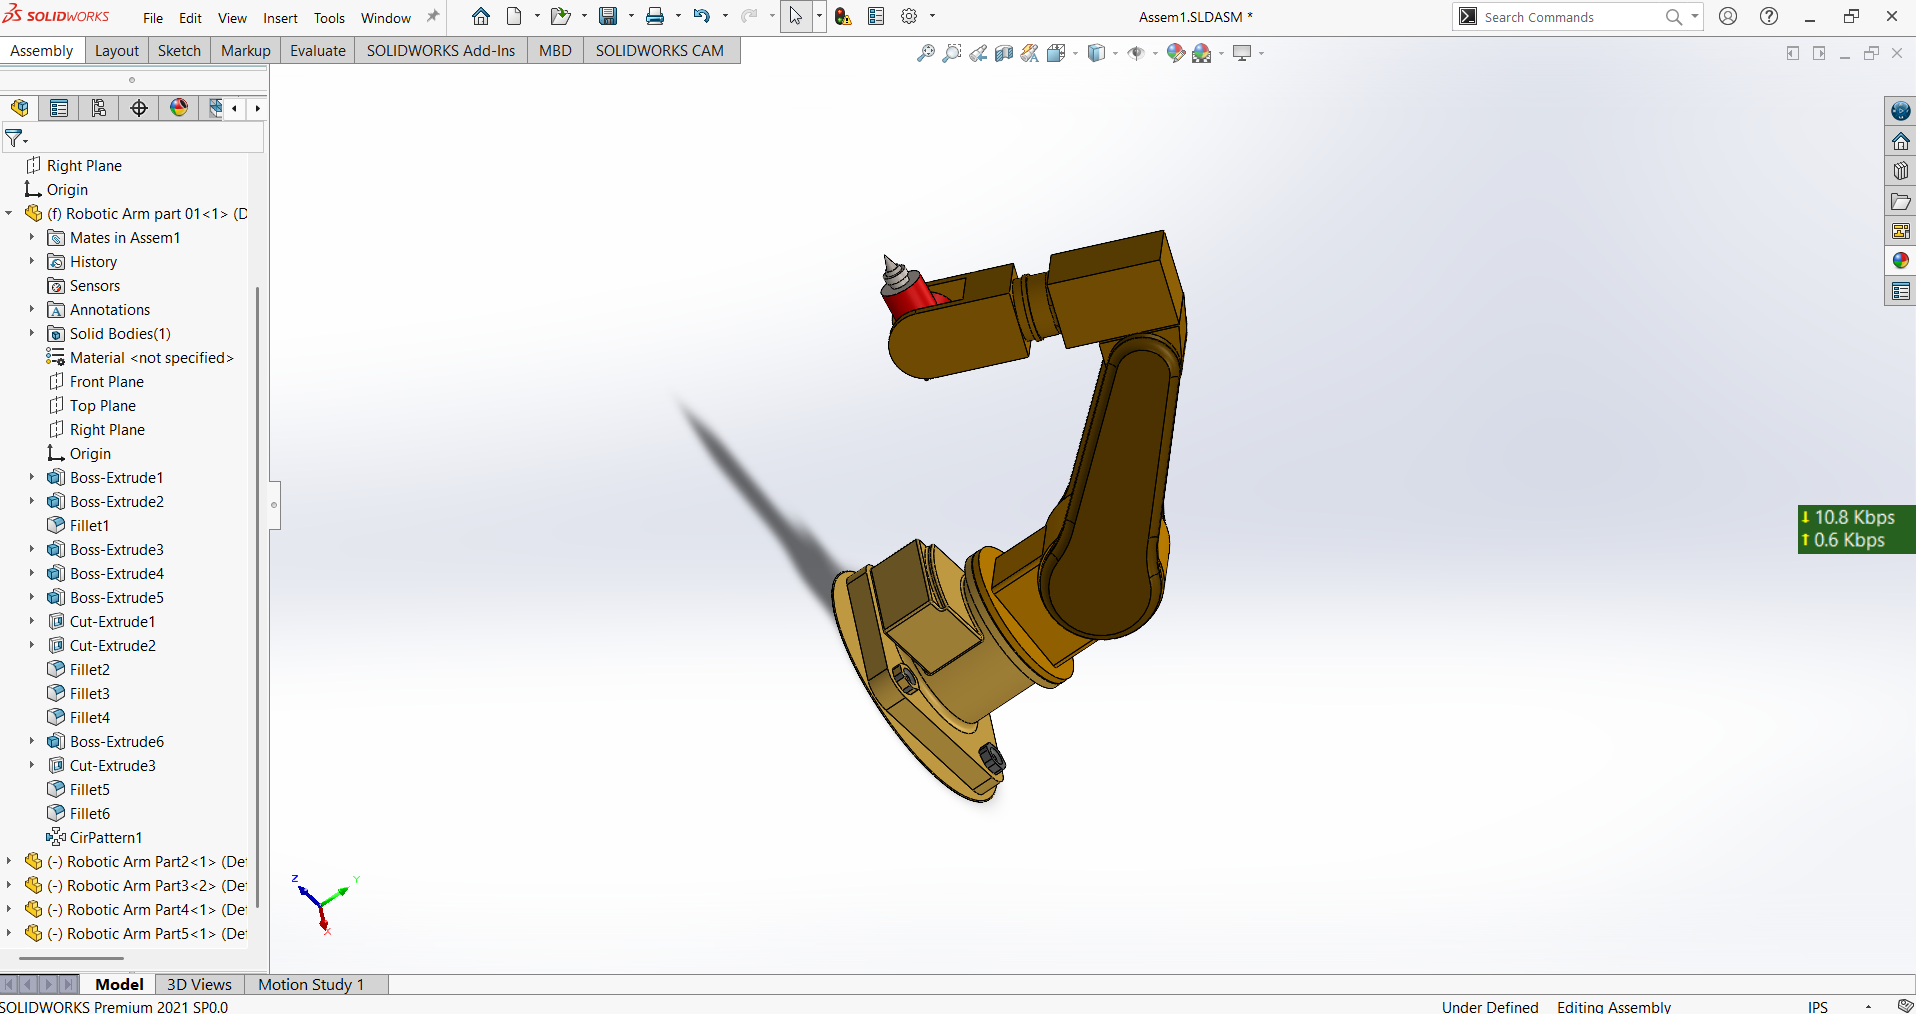 SOLIDWORKS
File Edit View Insert Tools Window
Assem1.SLDASM *
Search Commands
Assembly Layout Sketch Markup Evaluate SOLIDWORKS Add-Ins MBD SOLIDWORKS CAM
Right Plane
Origin
(f) Robotic Arm part 01<1> (D
Mates in Assem1
History
Sensors
Annotations
Solid Bodies(1)
Material <not specified>
Front Plane
Top Plane
Right Plane
Origin
Boss-Extrude1
Boss-Extrude2
Fillet1
Boss-Extrude3
Boss-Extrude4
Boss-Extrude5
Cut-Extrude1
Cut-Extrude2
Fillet2
Fillet3
Fillet4
Boss-Extrude6
Cut-Extrude3
Fillet5
Fillet6
CirPattern1
(-) Robotic Arm Part2<1> (Def
(-) Robotic Arm Part3<2> (Def
(-) Robotic Arm Part4<1> (Def
(-) Robotic Arm Part5<1> (Def
Z
Y
X
10.8 Kbps
0.6 Kbps
Model 3D Views Motion Study 1
SOLIDWORKS Premium 2021 SP0.0
Under Defined Editing Assembly IPS